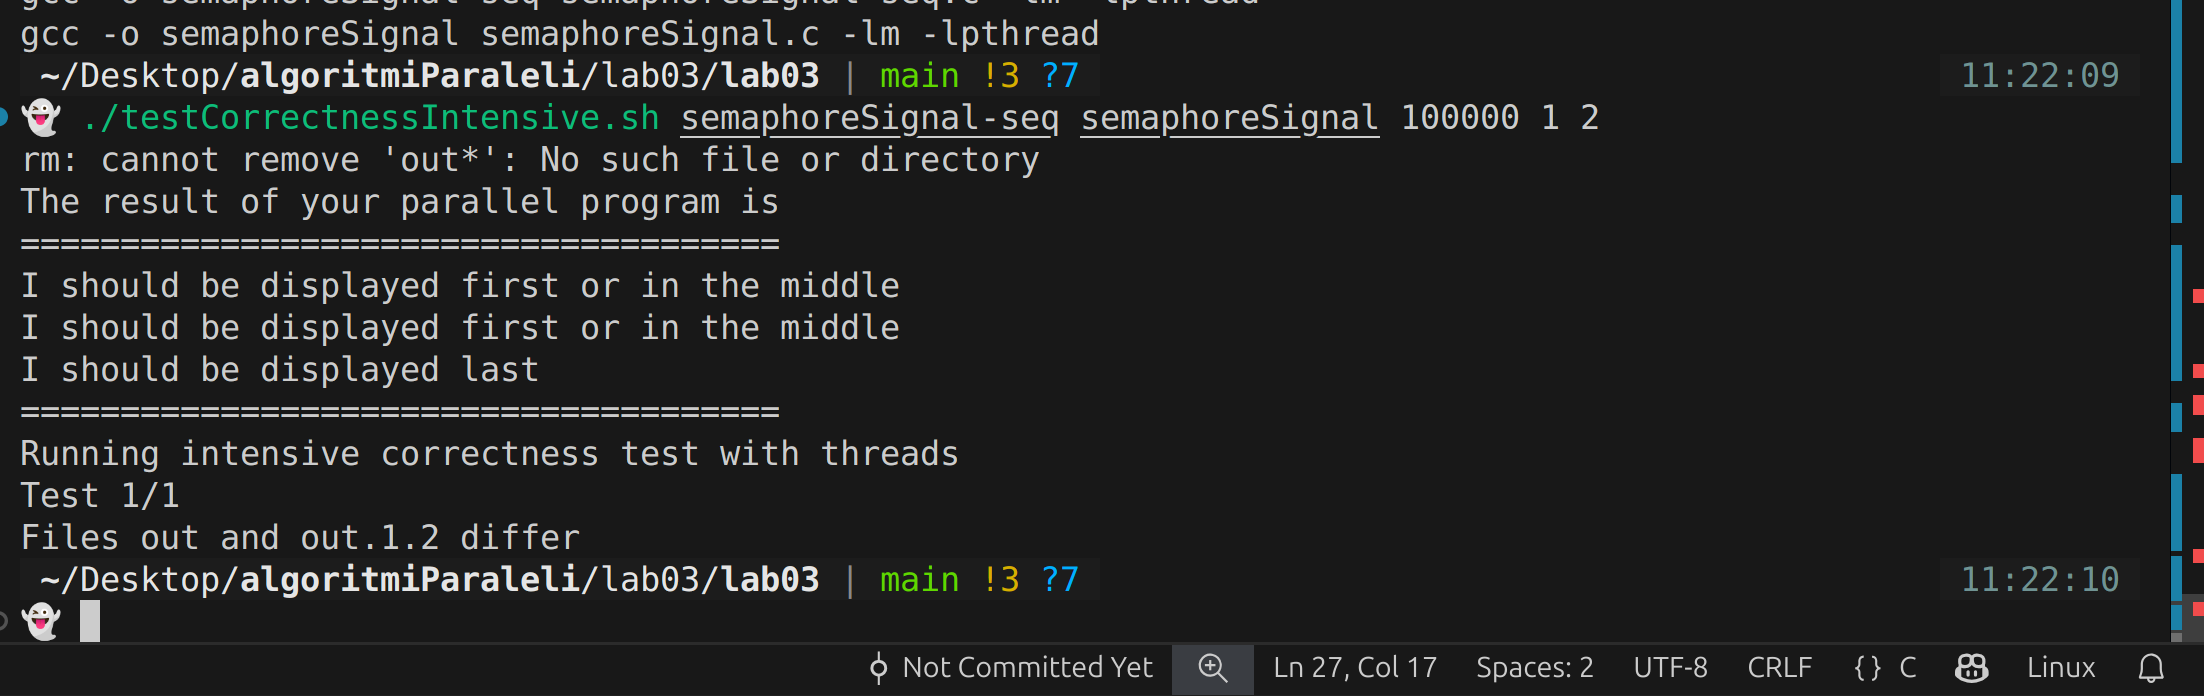 gcc -o semaphoreSignal-seq semaphoreSignal-seq.c -lm -lpthread
gcc -o semaphoreSignal semaphoreSignal.c -lm -lpthread
~/Desktop/algoritmiParaleli/lab03/lab03 | main !3 ?7 11:22:09
./testCorrectnessIntensive.sh semaphoreSignal-seq semaphoreSignal 100000 1 2
rm: cannot remove 'out*': No such file or directory
The result of your parallel program is
======================================
I should be displayed first or in the middle
I should be displayed first or in the middle
I should be displayed last
======================================
Running intensive correctness test with threads
Test 1/1
Files out and out.1.2 differ
~/Desktop/algoritmiParaleli/lab03/lab03 | main !3 ?7 11:22:10
Not Committed Yet Ln 27, Col 17 Spaces: 2 UTF-8 CRLF {} C Linux